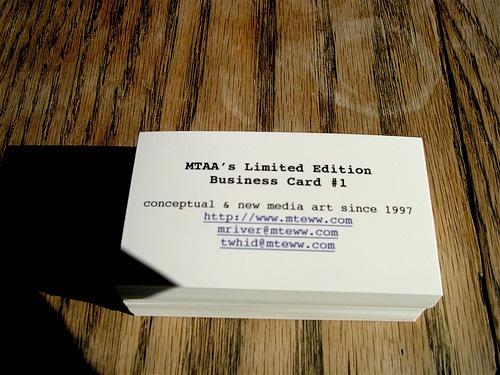 MTAA's Limited Edition
Business Card #1
conceptual & new media art since 1997
http://www.mteww.com
mriver@mteww.com
twhid@mteww.com